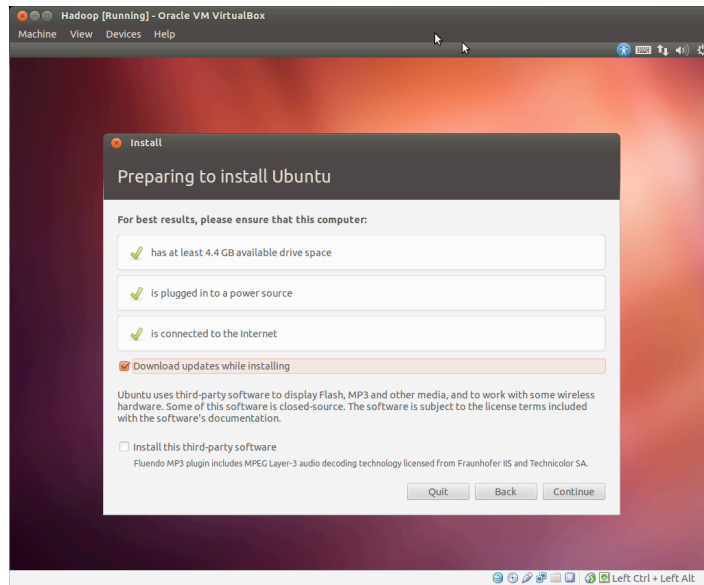 Hadoop [Running] - Oracle VM VirtualBox
Machine View Devices Help
Install
Preparing to install Ubuntu
For best results, please ensure that this computer:
has at least 4.4 GB available drive space
is plugged in to a power source
is connected to the Internet
Download updates while installing
Ubuntu uses third-party software to display Flash, MP3 and other media, and to work with some wireless
hardware. Some of this software is closed-source. The software is subject to the license terms included
with the software's documentation.
Install this third-party software
Fluendo MP3 plugin includes MPEG Layer-3 audio decoding technology licensed from Fraunhofer IIS and Technicolor SA.
Quit Back Continue
Left Ctrl + Left Alt